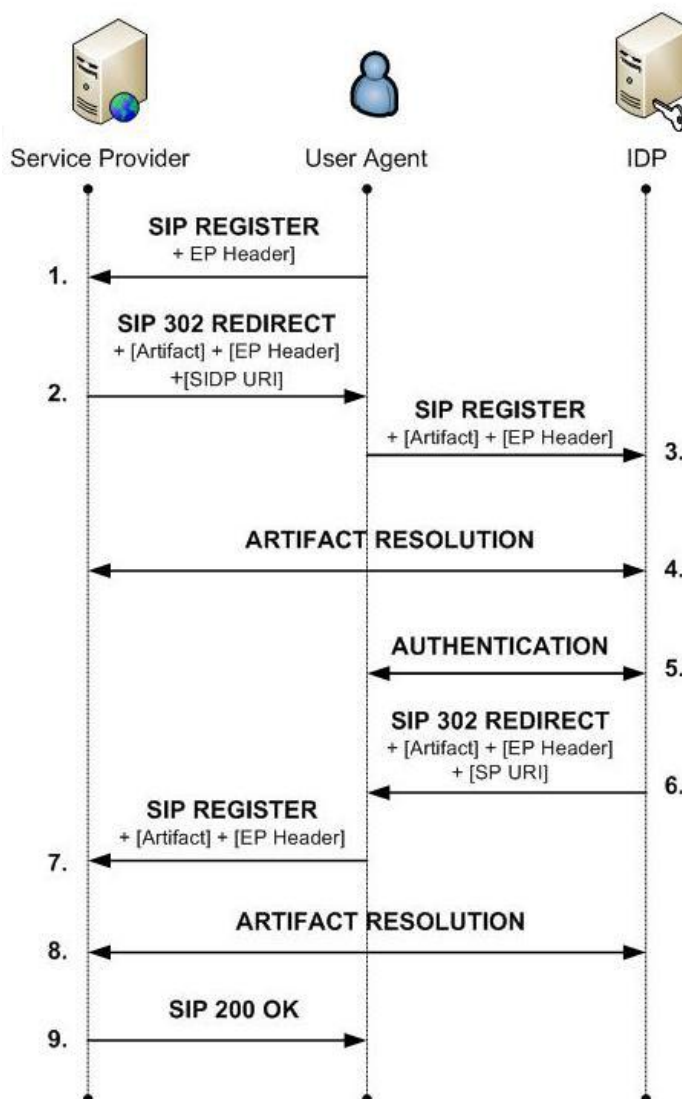 Service Provider
User Agent
IDP
SIP REGISTER
+ EP Header]
1.
SIP 302 REDIRECT
+ [Artifact] + [EP Header]
+[SIDP URI]
2.
SIP REGISTER
+ [Artifact] + [EP Header]
3.
ARTIFACT RESOLUTION
4.
AUTHENTICATION
5.
SIP 302 REDIRECT
+ [Artifact] + [EP Header]
+ [SP URI]
6.
SIP REGISTER
+ [Artifact] + [EP Header]
7.
ARTIFACT RESOLUTION
8.
SIP 200 OK
9.